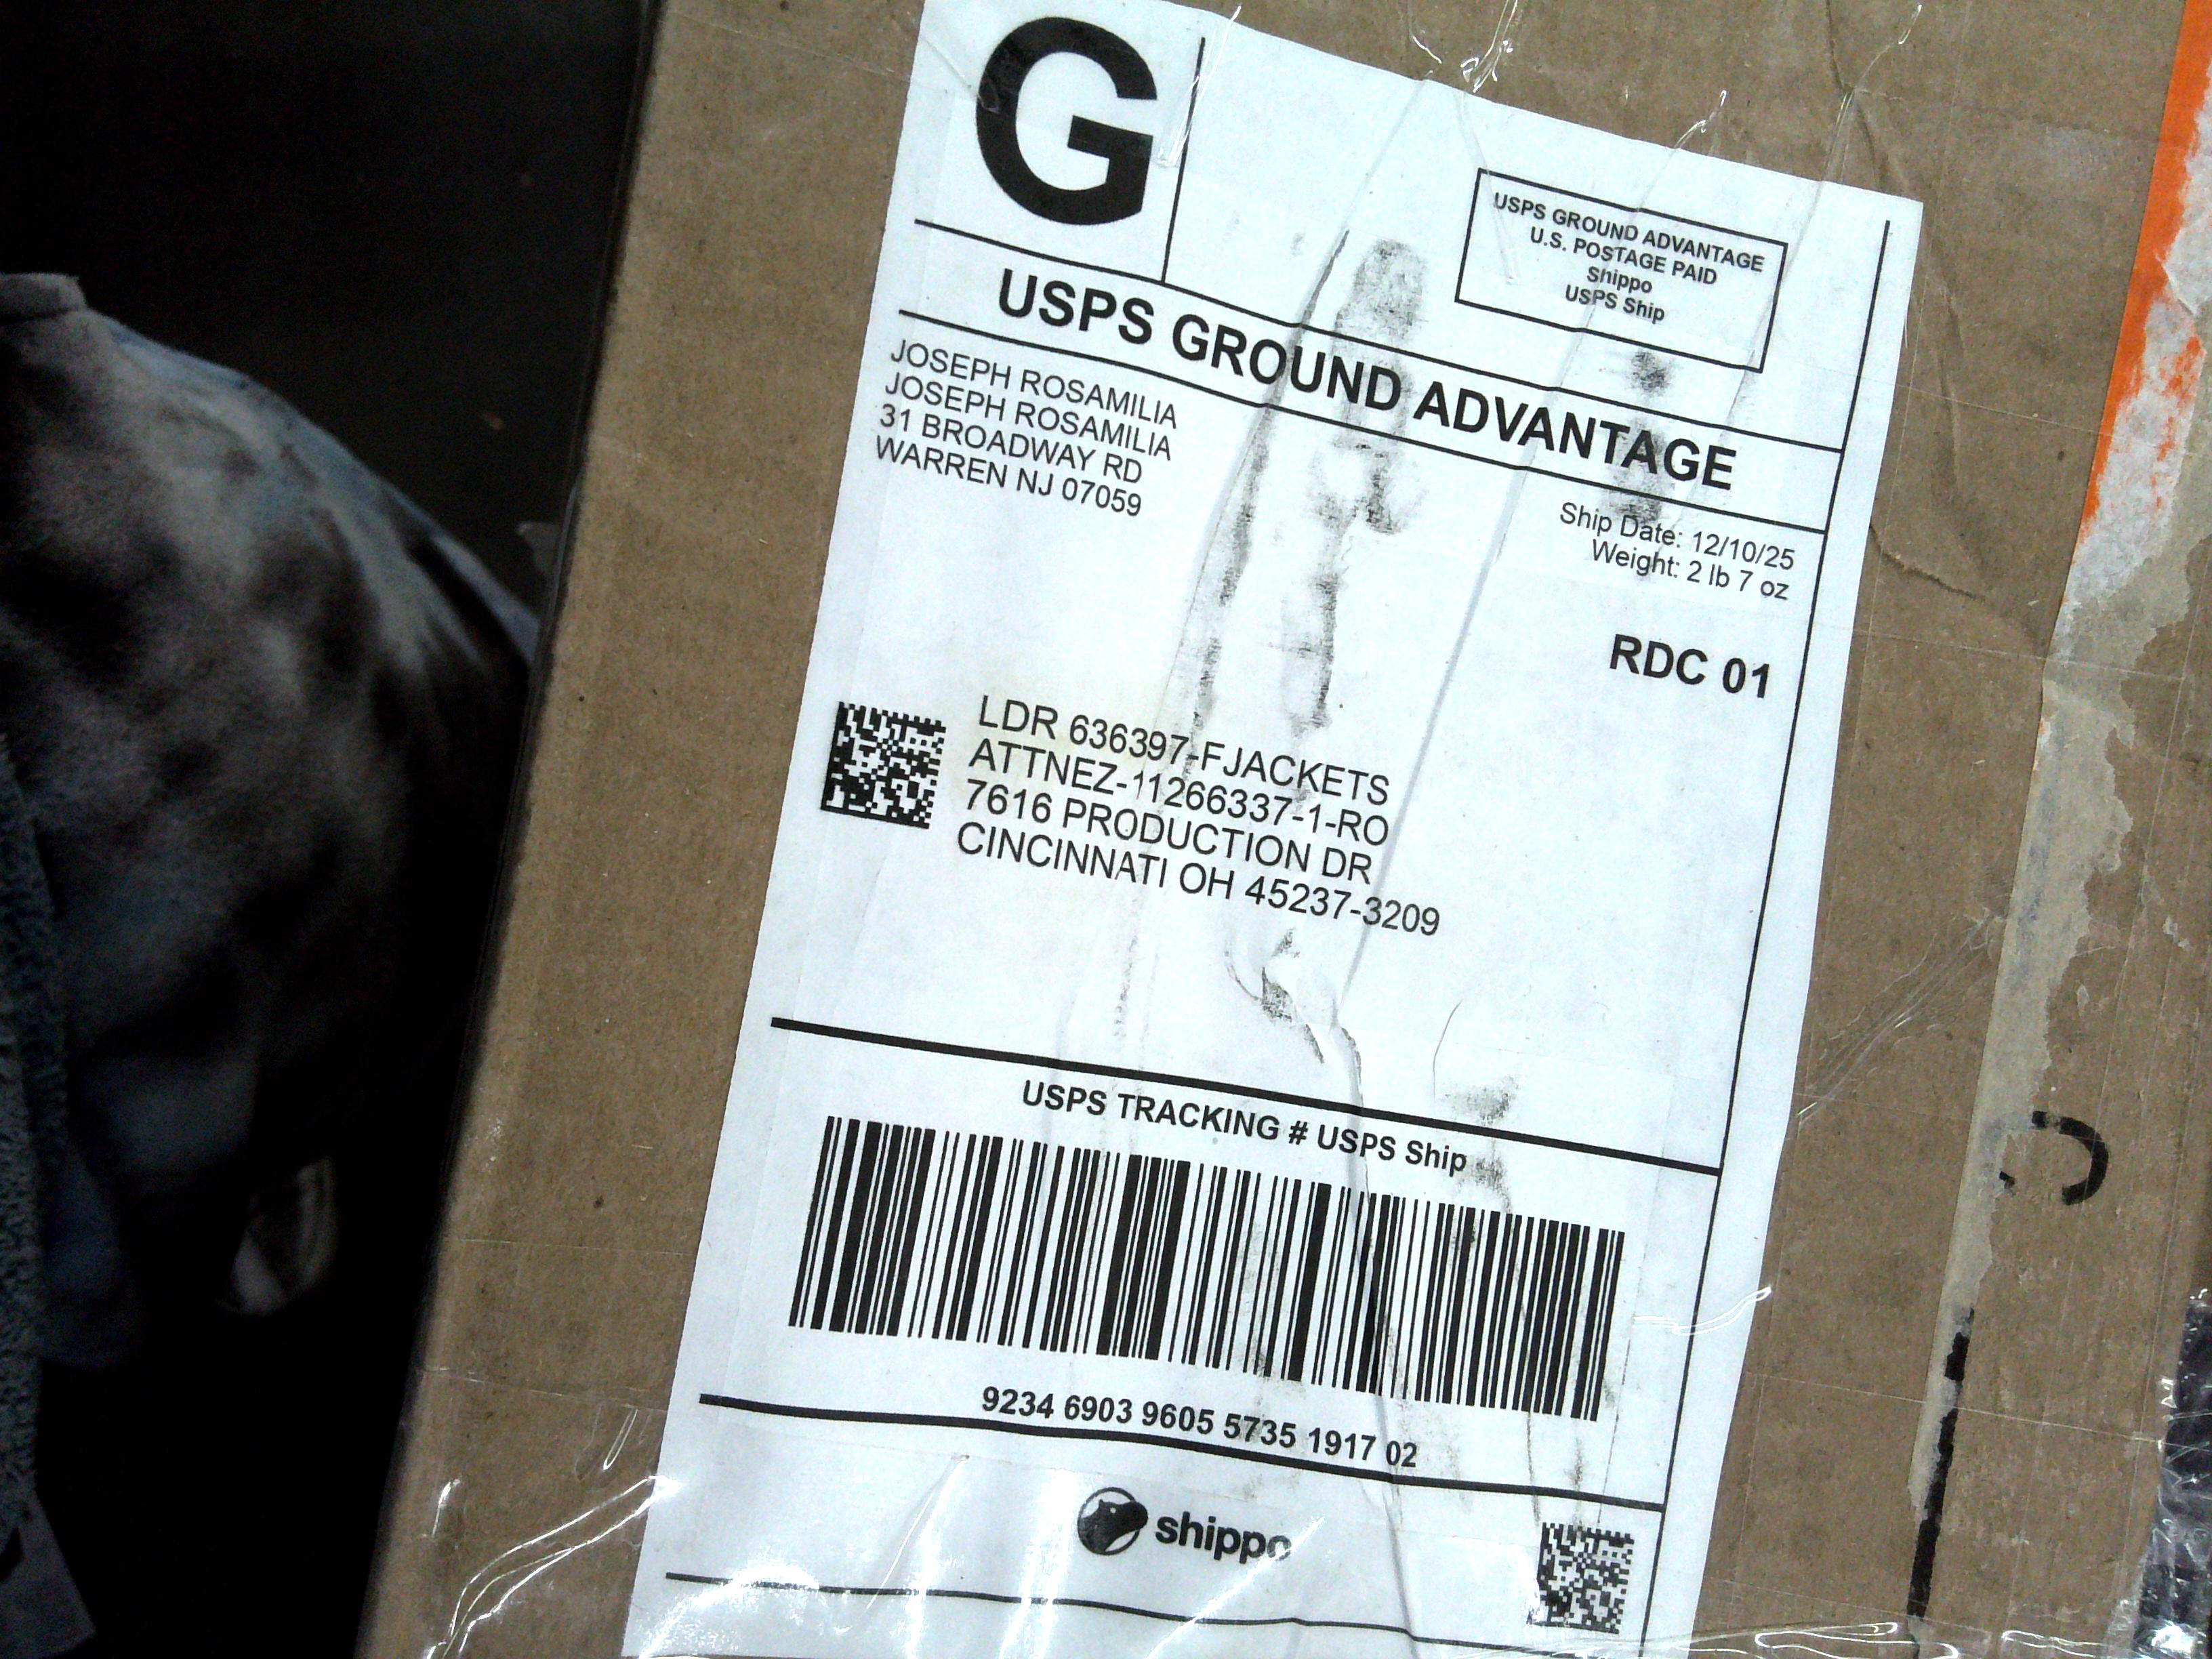 G
USPS GROUND ADVANTAGE
U.S. POSTAGE PAID
Shippo
USPS Ship
USPS GROUND ADVANTAGE
JOSEPH ROSAMILIA
JOSEPH ROSAMILIA
31 BROADWAY RD
WARREN NJ 07059
Ship Date: 12/10/25
Weight: 2 lb 7 oz
RDC 01
LDR 636397-FJACKETS
ATTNEZ-11266337-1-RO
7616 PRODUCTION DR
CINCINNATI OH 45237-3209
USPS TRACKING # USPS Ship
9234 6903 9605 5735 1917 02
shippo